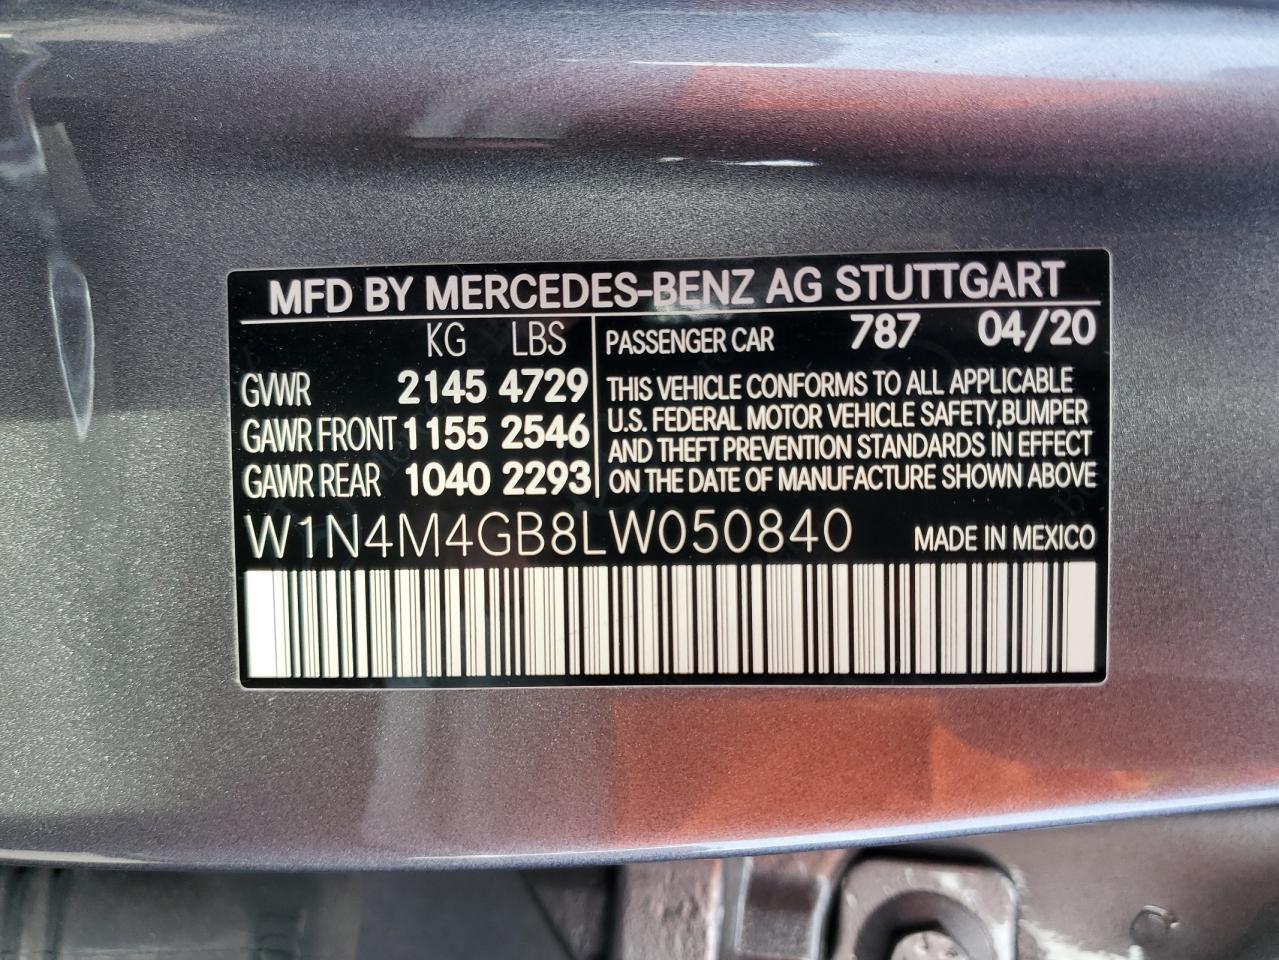 MFD BY MERCEDES-BENZ AG STUTTGART
KG LBS
GVWR 2145 4729
GAWR FRONT 1155 2546
GAWR REAR 1040 2293
PASSENGER CAR 787 04/20
THIS VEHICLE CONFORMS TO ALL APPLICABLE
U.S. FEDERAL MOTOR VEHICLE SAFETY,BUMPER
AND THEFT PREVENTION STANDARDS IN EFFECT
ON THE DATE OF MANUFACTURE SHOWN ABOVE
W1N4M4GB8LW050840 MADE IN MEXICO